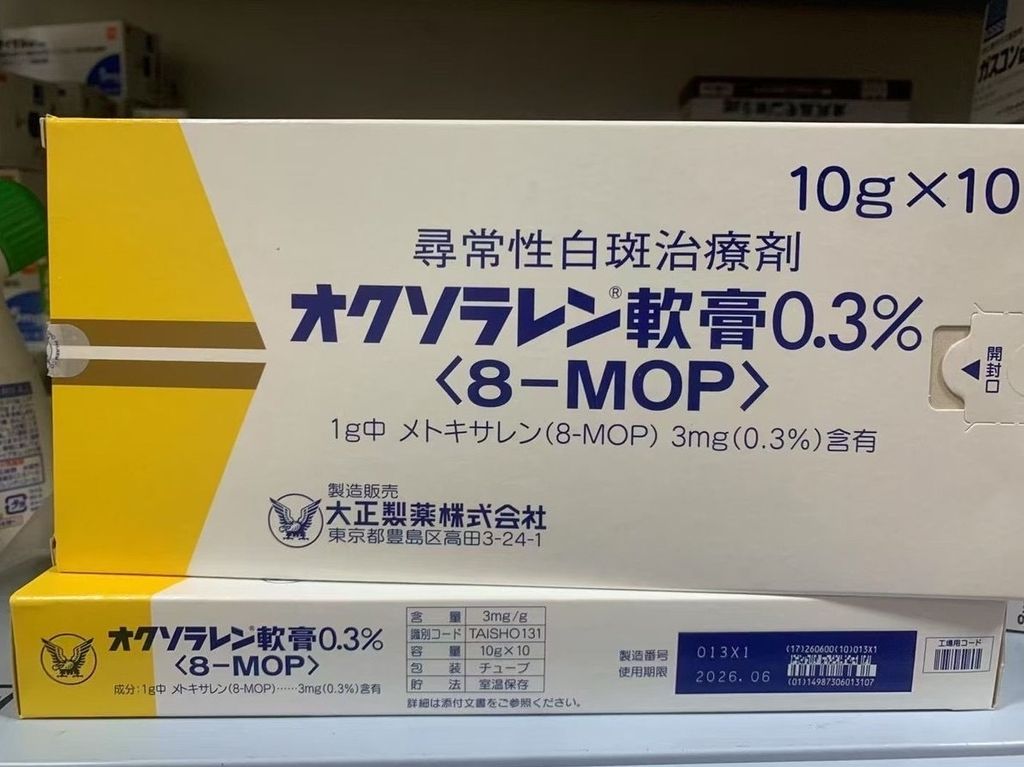 ガスコン
10g×10
尋常性白斑治療剤
オクソラレン®軟膏0.3%
〈8-MOP〉
1g中 メトキサレン(8-MOP) 3mg(0.3%)含有
開封口
製造販売
大正製薬株式会社
東京都豊島区高田3-24-1
オクソラレン軟膏0.3%
〈8-MOP〉
成分:1g中 メトキサレン(8-MOP)……3mg(0.3%)含有
含量 3mg/g
識別コード TAISHO131
容量 10g×10
包装 チューブ
貯法 室温保存
詳細は添付文書をご参照ください。
製造番号 013X1
使用期限 2026.06
(17)260600(10)013X1
(01)14987306013107
工場用コード